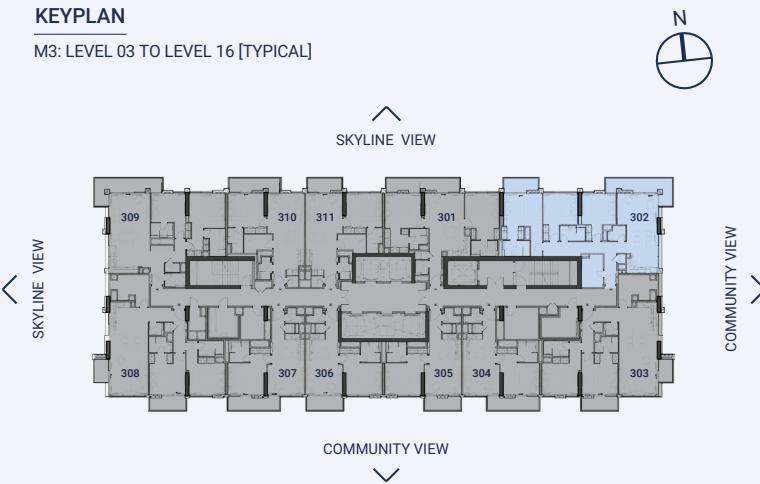 KEYPLAN
M3: LEVEL 03 TO LEVEL 16 [TYPICAL]
N
SKYLINE VIEW
309
310
311
301
302
SKYLINE VIEW
COMMUNITY VIEW
308
307
306
305
304
303
COMMUNITY VIEW